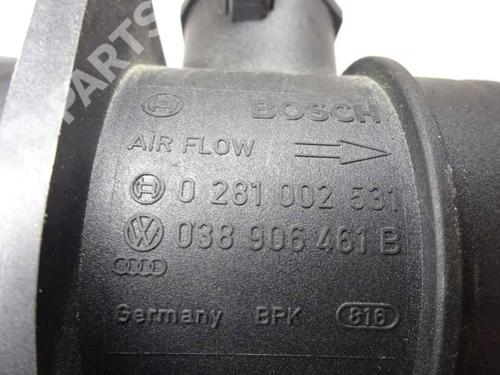 PARTS
BOSCH
AIR FLOW
0 281 002 531
038 906 461 B
Germany BPK 816